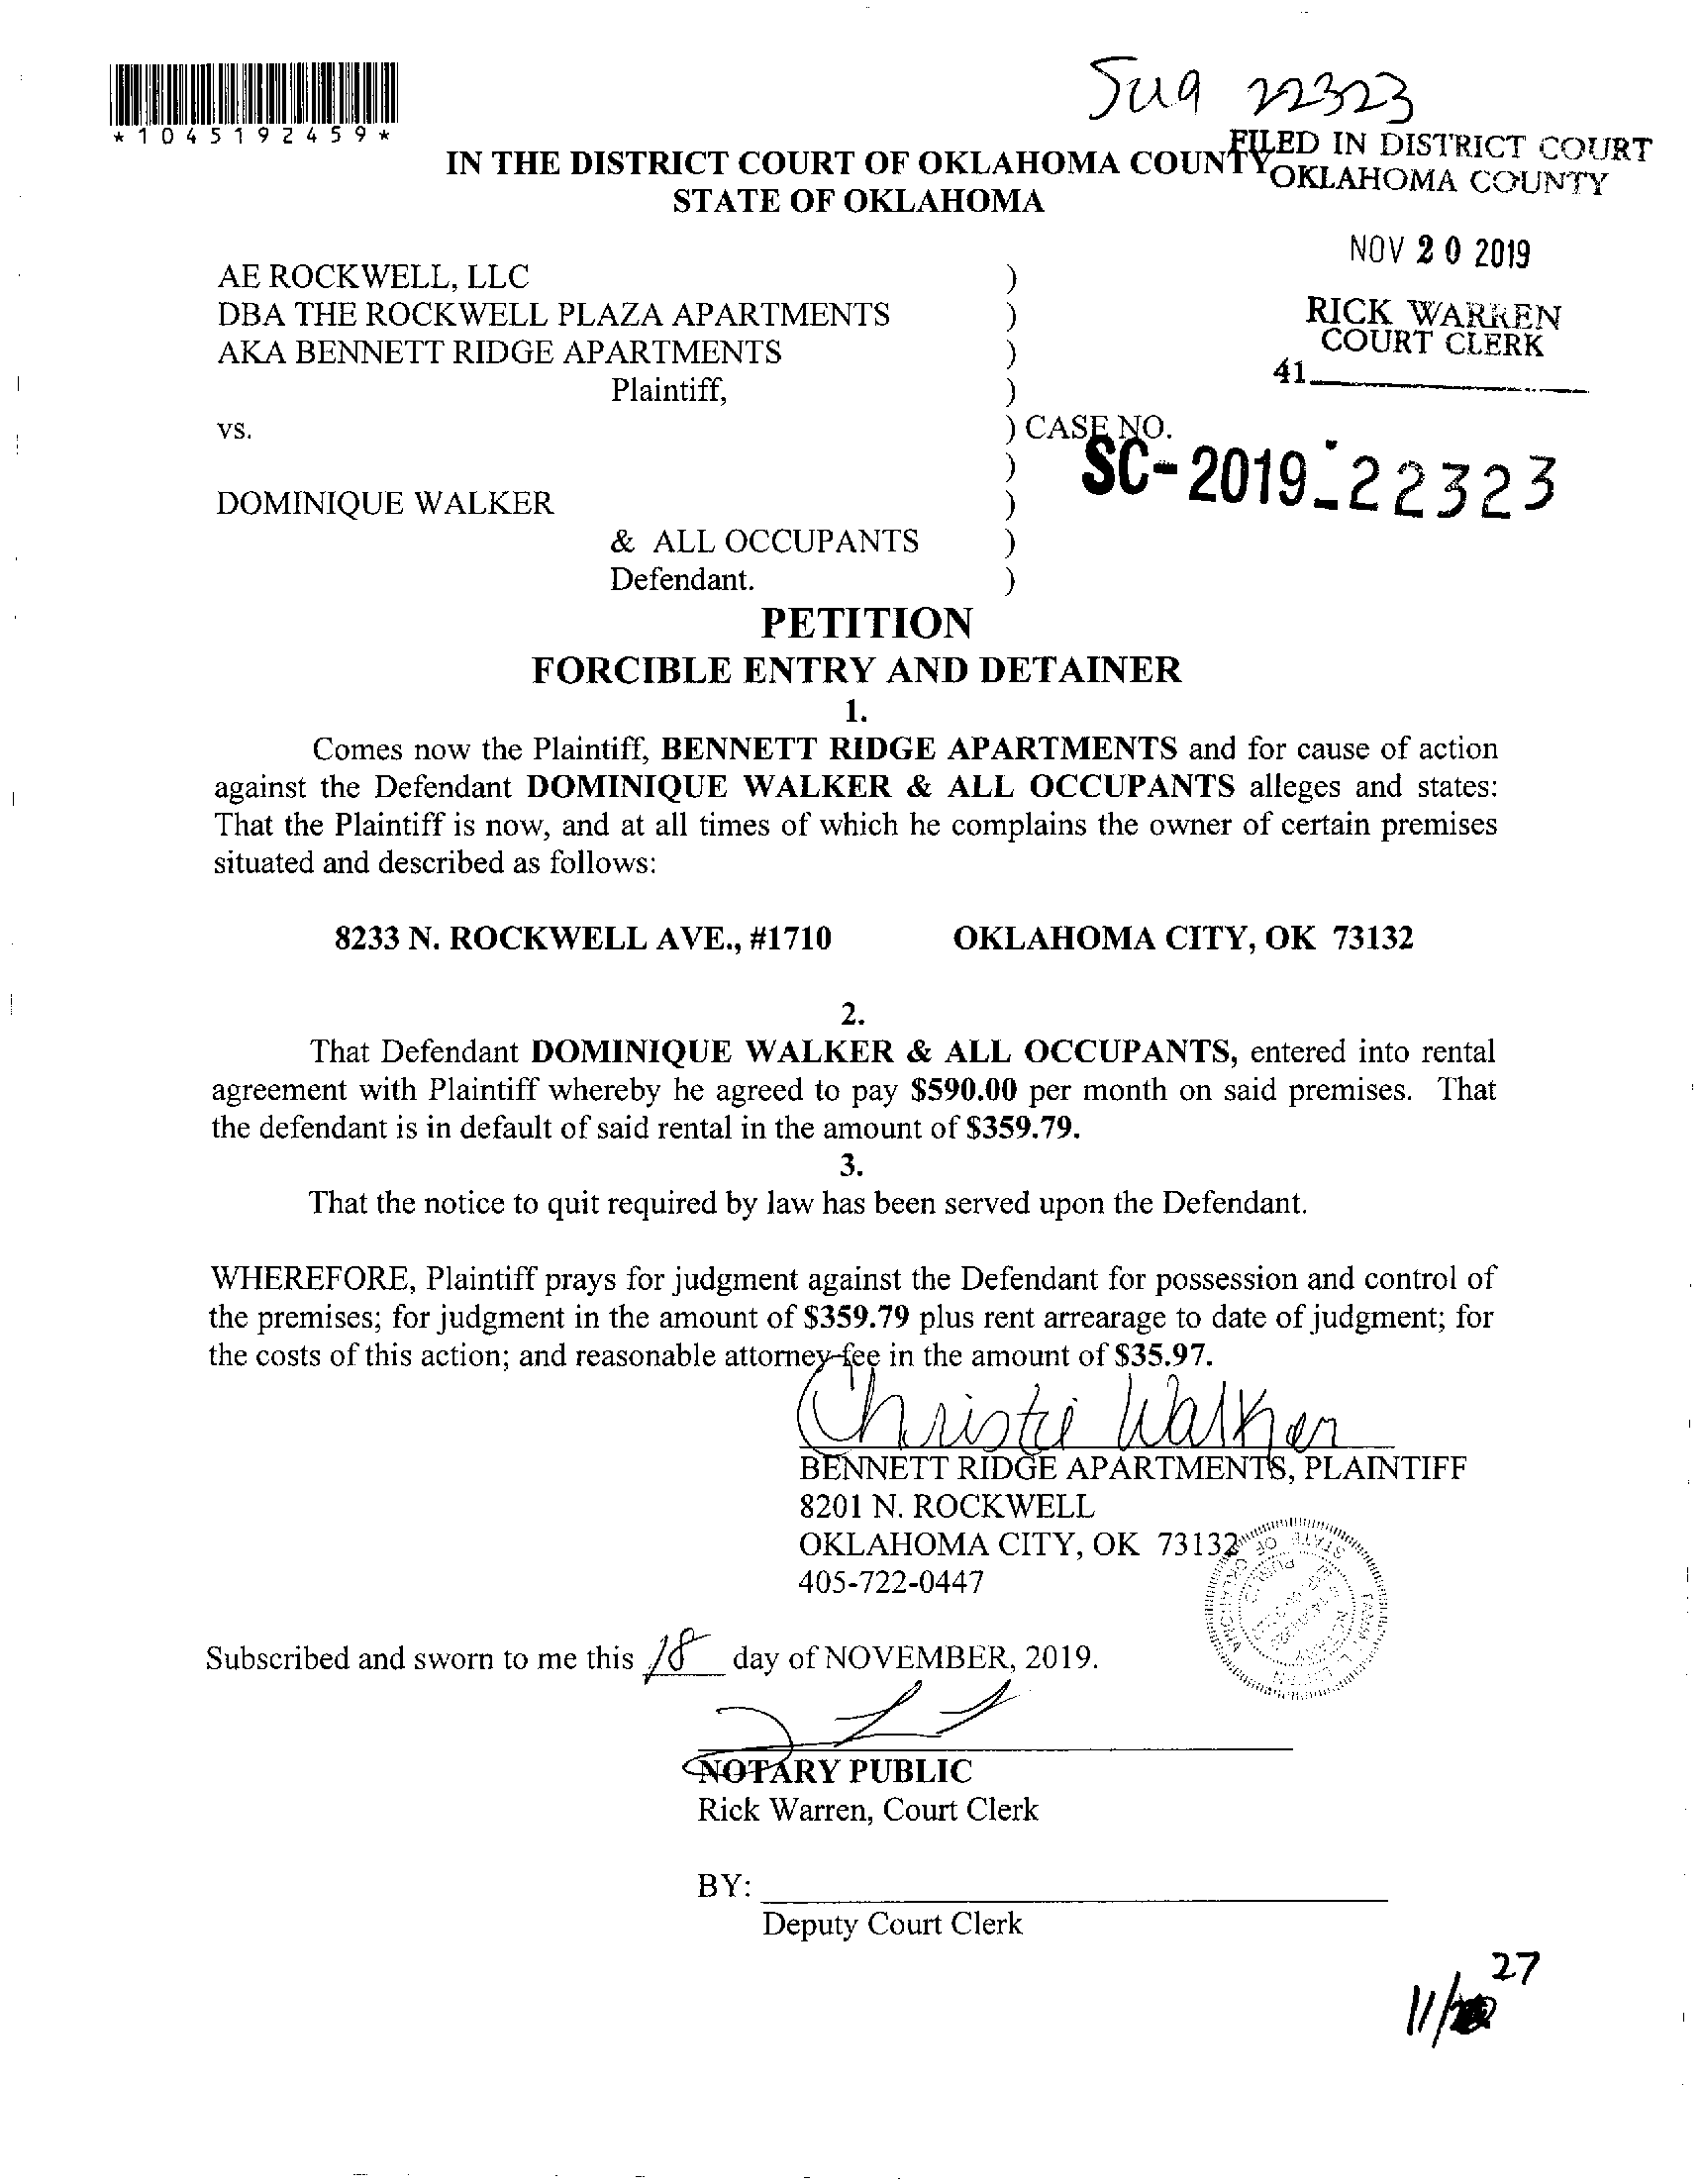 22323
*1045192459*
FILED IN DISTRICT COURT
OKLAHOMA COUNTY
IN THE DISTRICT COURT OF OKLAHOMA COUNTY
STATE OF OKLAHOMA
NOV 20 2019
RICK WARREN
COURT CLERK
41
AE ROCKWELL, LLC )
DBA THE ROCKWELL PLAZA APARTMENTS )
AKA BENNETT RIDGE APARTMENTS )
Plaintiff, )
vs. ) CASE NO.
) SC-2019-22323
DOMINIQUE WALKER )
& ALL OCCUPANTS )
Defendant. )
PETITION
FORCIBLE ENTRY AND DETAINER
1.
Comes now the Plaintiff, BENNETT RIDGE APARTMENTS and for cause of action
against the Defendant DOMINIQUE WALKER & ALL OCCUPANTS alleges and states:
That the Plaintiff is now, and at all times of which he complains the owner of certain premises
situated and described as follows:
8233 N. ROCKWELL AVE., #1710 OKLAHOMA CITY, OK 73132
2.
That Defendant DOMINIQUE WALKER & ALL OCCUPANTS, entered into rental
agreement with Plaintiff whereby he agreed to pay $590.00 per month on said premises. That
the defendant is in default of said rental in the amount of $359.79.
3.
That the notice to quit required by law has been served upon the Defendant.
WHEREFORE, Plaintiff prays for judgment against the Defendant for possession and control of
the premises; for judgment in the amount of $359.79 plus rent arrearage to date of judgment; for
the costs of this action; and reasonable attorney fee in the amount of $35.97.
Christie Walker
BENNETT RIDGE APARTMENTS, PLAINTIFF
8201 N. ROCKWELL
OKLAHOMA CITY, OK 73132
405-722-0447
Subscribed and sworn to me this 18 day of NOVEMBER, 2019.
NOTARY PUBLIC
Rick Warren, Court Clerk
BY:
Deputy Court Clerk
27
11/